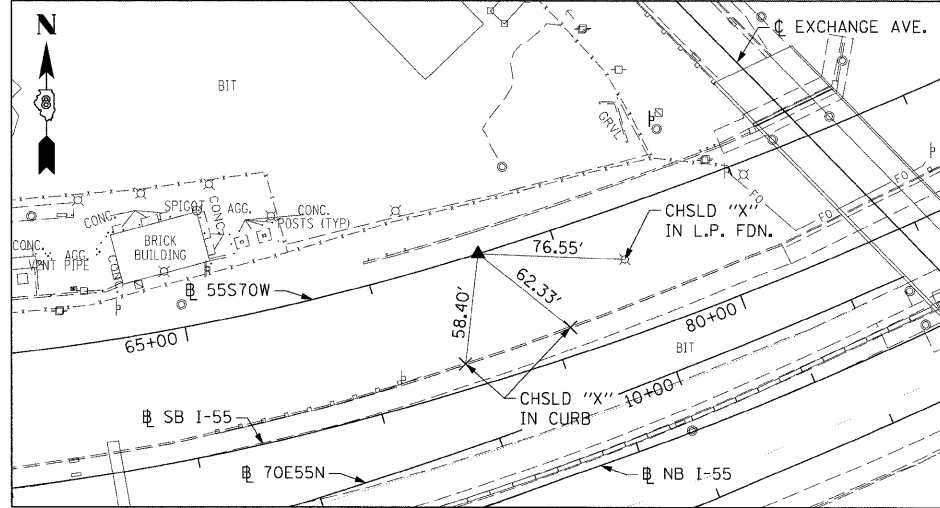 N
℄ EXCHANGE AVE.
BIT
GRVL
FO
FO
FO
CONC.
SPIGOT
CONC.
AGG.
CONC.
POSTS (TYP)
CHSLD "X"
IN L.P. FDN.
CONC.
AGG.
VENT PIPE
BRICK
BUILDING
76.55'
62.33'
58.40'
B̲L 55S70W
65+00
80+00
BIT
CHSLD "X"
IN CURB
10+00
B̲L SB I-55
B̲L 70E55N
B̲L NB I-55